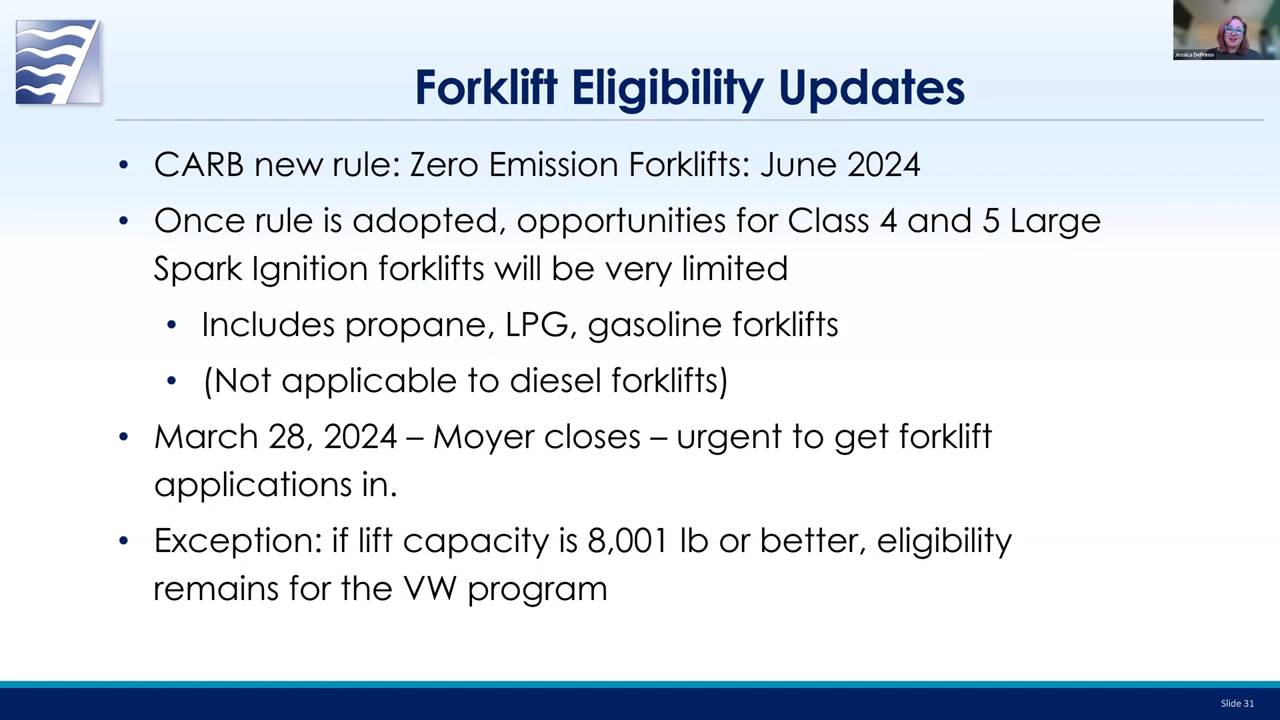 Jessica DePrimo
Forklift Eligibility Updates
• CARB new rule: Zero Emission Forklifts: June 2024
• Once rule is adopted, opportunities for Class 4 and 5 Large
Spark Ignition forklifts will be very limited
• Includes propane, LPG, gasoline forklifts
• (Not applicable to diesel forklifts)
• March 28, 2024 – Moyer closes – urgent to get forklift
applications in.
• Exception: if lift capacity is 8,001 lb or better, eligibility
remains for the VW program
Slide 31